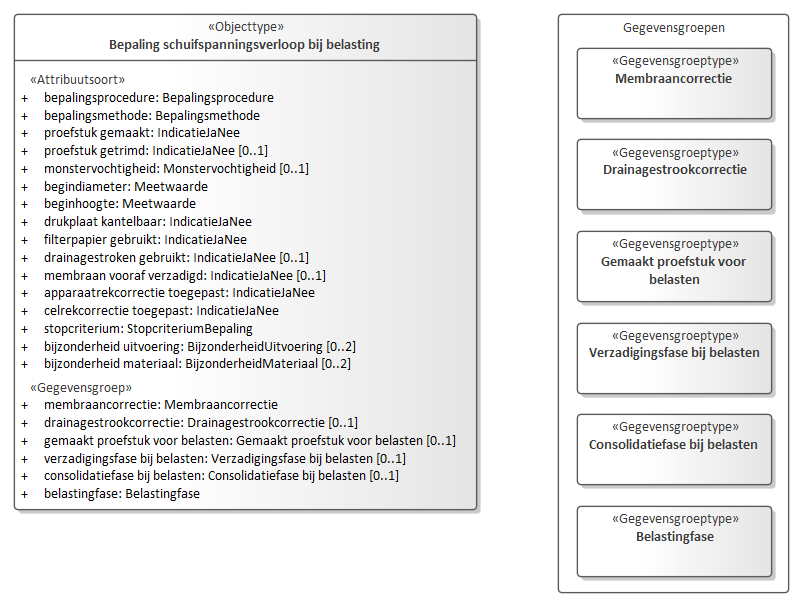 «Objecttype»
Bepaling schuifspanningsverloop bij belasting
«Attribuutsoort»
+ bepalingsprocedure: Bepalingsprocedure
+ bepalingsmethode: Bepalingsmethode
+ proefstuk gemaakt: IndicatieJaNee
+ proefstuk getrimd: IndicatieJaNee [0..1]
+ monstervochtigheid: Monstervochtigheid [0..1]
+ begindiameter: Meetwaarde
+ beginhoogte: Meetwaarde
+ drukplaat kantelbaar: IndicatieJaNee
+ filterpapier gebruikt: IndicatieJaNee
+ drainagestroken gebruikt: IndicatieJaNee [0..1]
+ membraan vooraf verzadigd: IndicatieJaNee [0..1]
+ apparaatrekcorrectie toegepast: IndicatieJaNee
+ celrekcorrectie toegepast: IndicatieJaNee
+ stopcriterium: StopcriteriumBepaling
+ bijzonderheid uitvoering: BijzonderheidUitvoering [0..2]
+ bijzonderheid materiaal: BijzonderheidMateriaal [0..2]
«Gegevensgroep»
+ membraancorrectie: Membraancorrectie
+ drainagestrookcorrectie: Drainagestrookcorrectie [0..1]
+ gemaakt proefstuk voor belasten: Gemaakt proefstuk voor belasten [0..1]
+ verzadigingsfase bij belasten: Verzadigingsfase bij belasten [0..1]
+ consolidatiefase bij belasten: Consolidatiefase bij belasten [0..1]
+ belastingfase: Belastingfase
Gegevensgroepen
«Gegevensgroeptype»
Membraancorrectie
«Gegevensgroeptype»
Drainagestrookcorrectie
«Gegevensgroeptype»
Gemaakt proefstuk voor
belasten
«Gegevensgroeptype»
Verzadigingsfase bij belasten
«Gegevensgroeptype»
Consolidatiefase bij belasten
«Gegevensgroeptype»
Belastingfase